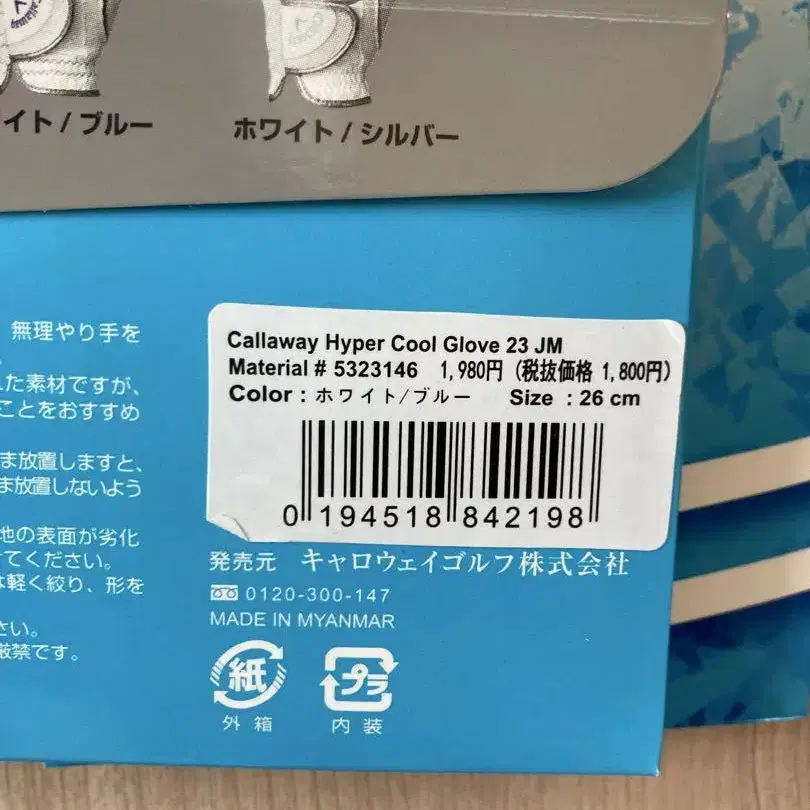 イト / ブルー
ホワイト / シルバー
無理やり手を
れた素材ですが、
ことをおすすめ
ま放置しますと、
ま放置しないよう
地の表面が劣化
てください。
は軽く絞り、形を
さい。
厳禁です。
Callaway Hyper Cool Glove 23 JM
Material # 5323146 1,980円 (税抜価格 1,800円)
Color : ホワイト/ブルー Size : 26 cm
0 194518 842198
発売元 キャロウェイゴルフ株式会社
0120-300-147
MADE IN MYANMAR
紙 プラ
外箱 内装